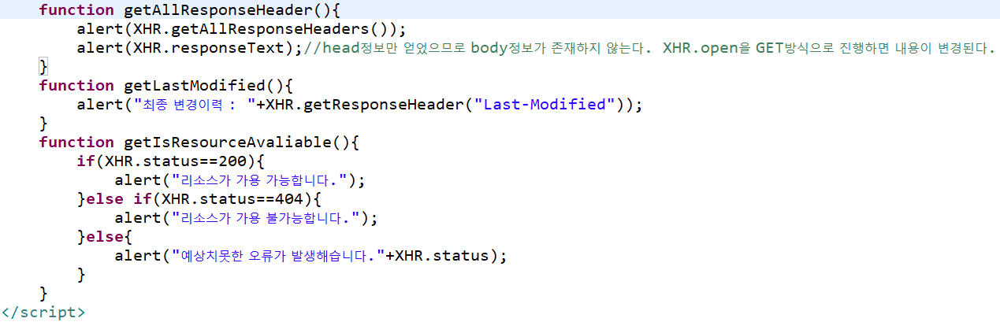 function getAllResponseHeader(){
alert(XHR.getAllResponseHeaders());
alert(XHR.responseText);//head정보만 얻었으므로 body정보가 존재하지 않는다. XHR.open을 GET방식으로 진행하면 내용이 변경된다.
}
function getLastModified(){
alert("최종 변경이력 : "+XHR.getResponseHeader("Last-Modified"));
}
function getIsResourceAvaliable(){
if(XHR.status==200){
alert("리소스가 가용 가능합니다.");
}else if(XHR.status==404){
alert("리소스가 가용 불가능합니다.");
}else{
alert("예상치못한 오류가 발생해습니다."+XHR.status);
}
}
</script>